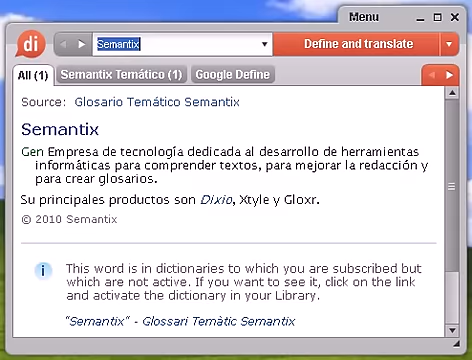 Menu
di
Semantix
Define and translate
All (1)
Semantix Temático (1)
Google Define
Source: Glosario Temático Semantix
Semantix
Gen Empresa de tecnología dedicada al desarrollo de herramientas
informáticas para comprender textos, para mejorar la redacción y
para crear glosarios.
Su principales productos son Dixio, Xtyle y Gloxr.
© 2010 Semantix
i
This word is in dictionaries to which you are subscribed but
which are not active. If you want to see it, click on the link
and activate the dictionary in your Library.
"Semantix" - Glossari Temàtic Semantix